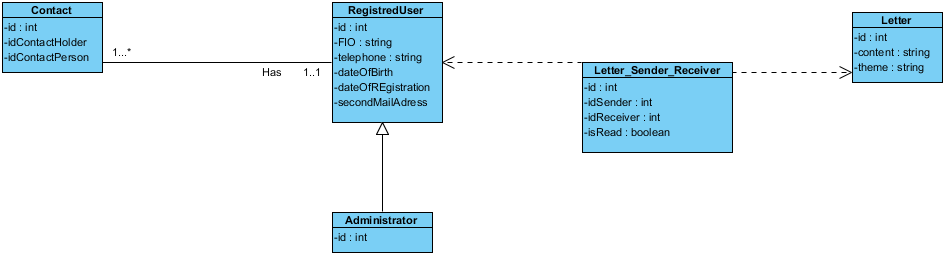 Contact
-id : int
-idContactHolder
-idContactPerson
1...*
Has
1..1
RegistredUser
-id : int
-FIO : string
-telephone : string
-dateOfBirth
-dateOfREgistration
-secondMailAdress
Letter_Sender_Receiver
-id : int
-idSender : int
-idReceiver : int
-isRead : boolean
Letter
-id : int
-content : string
-theme : string
Administrator
-id : int